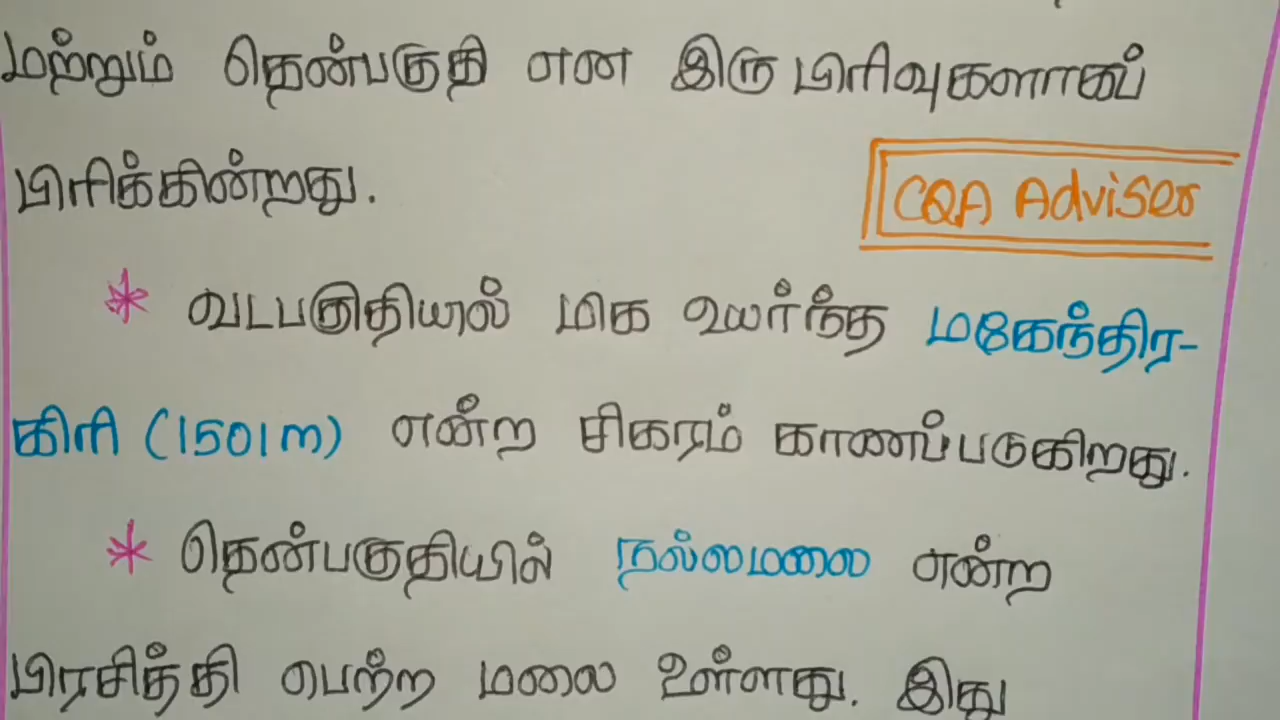 மற்றும் தென்பகுதி என இரு பிரிவுகளாகப்
பிரிக்கின்றது.
CQA Adviser
* வடபகுதியில் மிக உயர்ந்த மகேந்திர-
கிரி (1501m) என்ற சிகரம் காணப்படுகிறது.
* தென்பகுதியில் நல்லமலை என்ற
பிரசித்தி பெற்ற மலை உள்ளது. இது